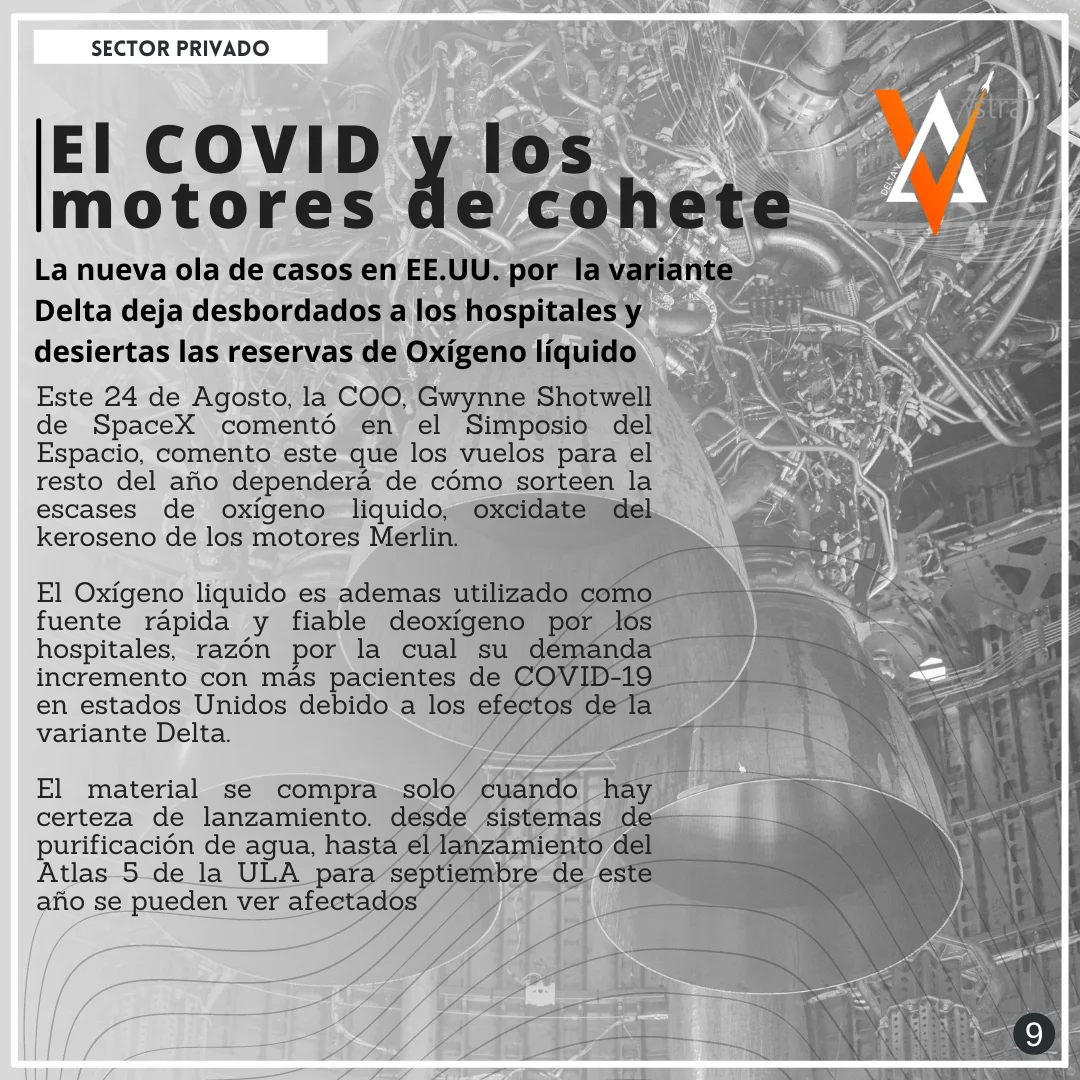 SECTOR PRIVADO
El COVID y los
motores de cohete
DELTA V
La nueva ola de casos en EE.UU. por  la variante
Delta deja desbordados a los hospitales y
desiertas las reservas de Oxígeno líquido
Este 24 de Agosto, la COO, Gwynne Shotwell
de SpaceX comentó en el Simposio del
Espacio, comento este que los vuelos para el
resto del año dependerá de cómo sorteen la
escases de oxígeno liquido, oxcidate del
keroseno de los motores Merlin.
El Oxígeno liquido es ademas utilizado como
fuente rápida y fiable deoxígeno por los
hospitales, razón por la cual su demanda
incremento con más pacientes de COVID-19
en estados Unidos debido a los efectos de la
variante Delta.
El material se compra solo cuando hay
certeza de lanzamiento. desde sistemas de
purificación de agua, hasta el lanzamiento del
Atlas 5 de la ULA para septiembre de este
año se pueden ver afectados
9